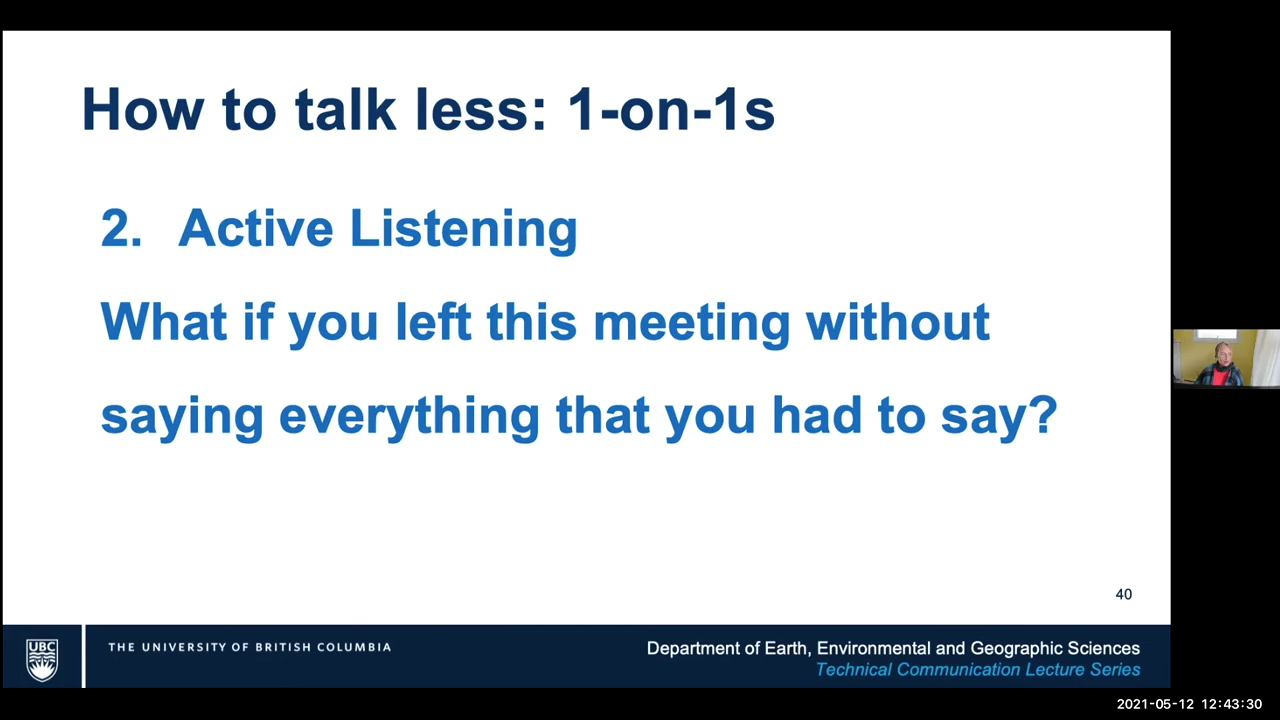 How to talk less: 1-on-1s
2. Active Listening
What if you left this meeting without
saying everything that you had to say?
40
UBC
THE UNIVERSITY OF BRITISH COLUMBIA
Department of Earth, Environmental and Geographic Sciences
Technical Communication Lecture Series
2021-05-12 12:43:30